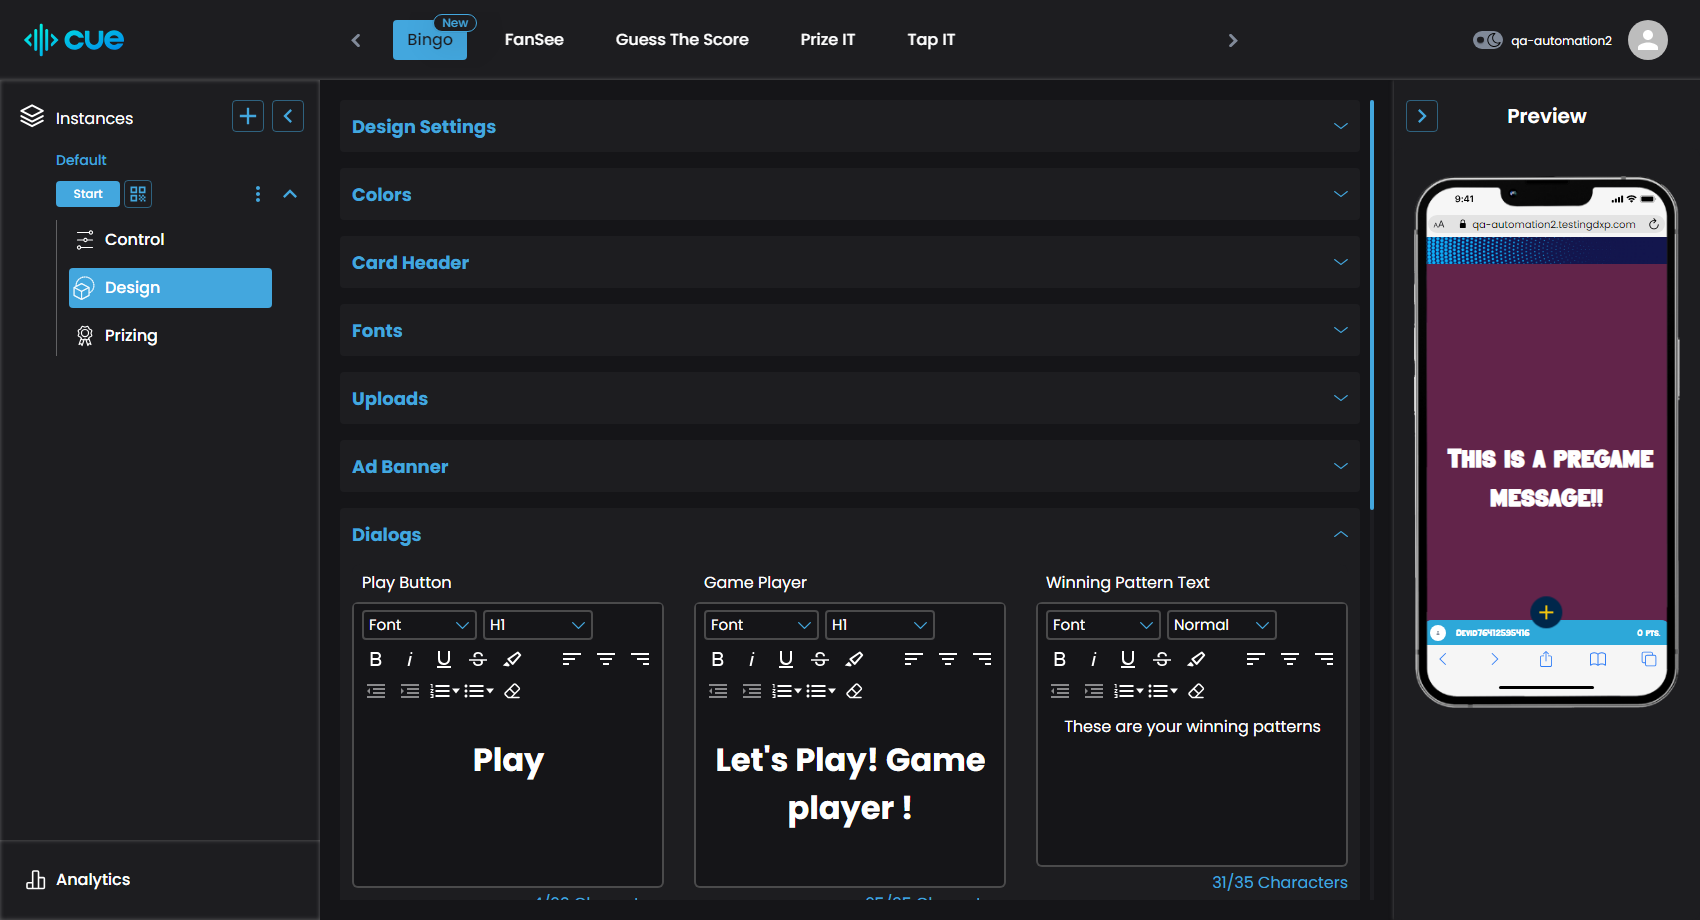 cue
Bingo
New
FanSee
Guess The Score
Prize IT
Tap IT
qa-automation2
Instances
Default
Start
Control
Design
Prizing
Analytics
Design Settings
Colors
Card Header
Fonts
Uploads
Ad Banner
Dialogs
Play Button
Font
H1
B i U S
Play
Game Player
Font
H1
B i U S
Let's Play! Game
player !
Winning Pattern Text
Font
Normal
B i U S
These are your winning patterns
31/35 Characters
Preview
9:41
AA qa-automation2.testingdxp.com
THIS IS A PREGAME
MESSAGE!!
0 PTS.